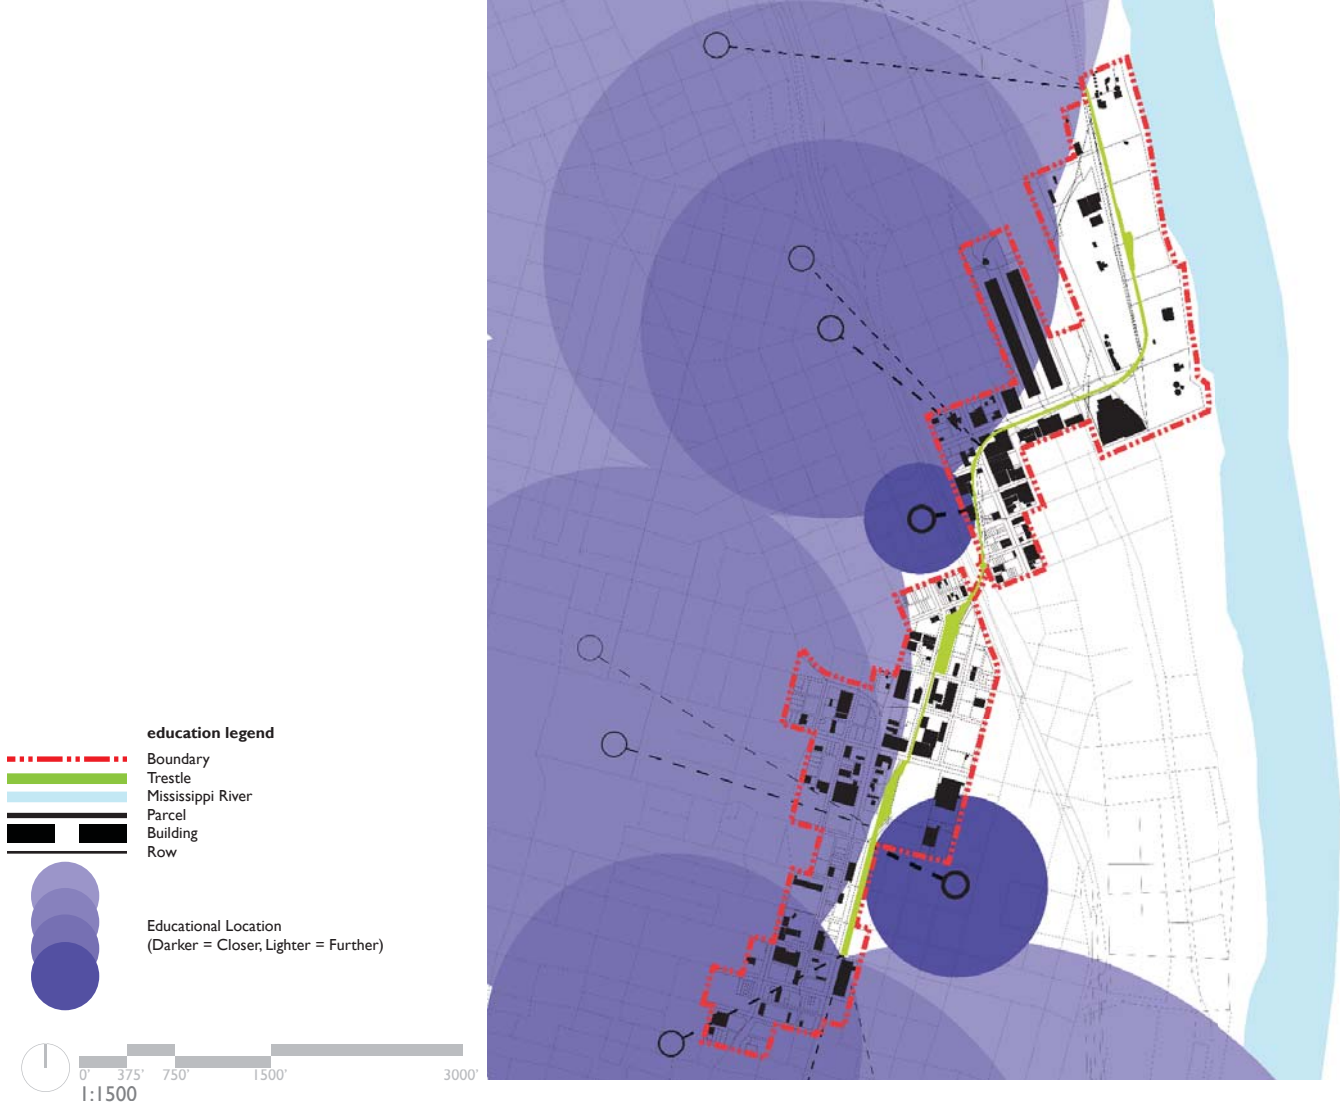 education legend
Boundary
Trestle
Mississippi River
Parcel
Building
Row
Educational Location
(Darker = Closer, Lighter = Further)
0' 375' 750' 1500' 3000'
1:1500